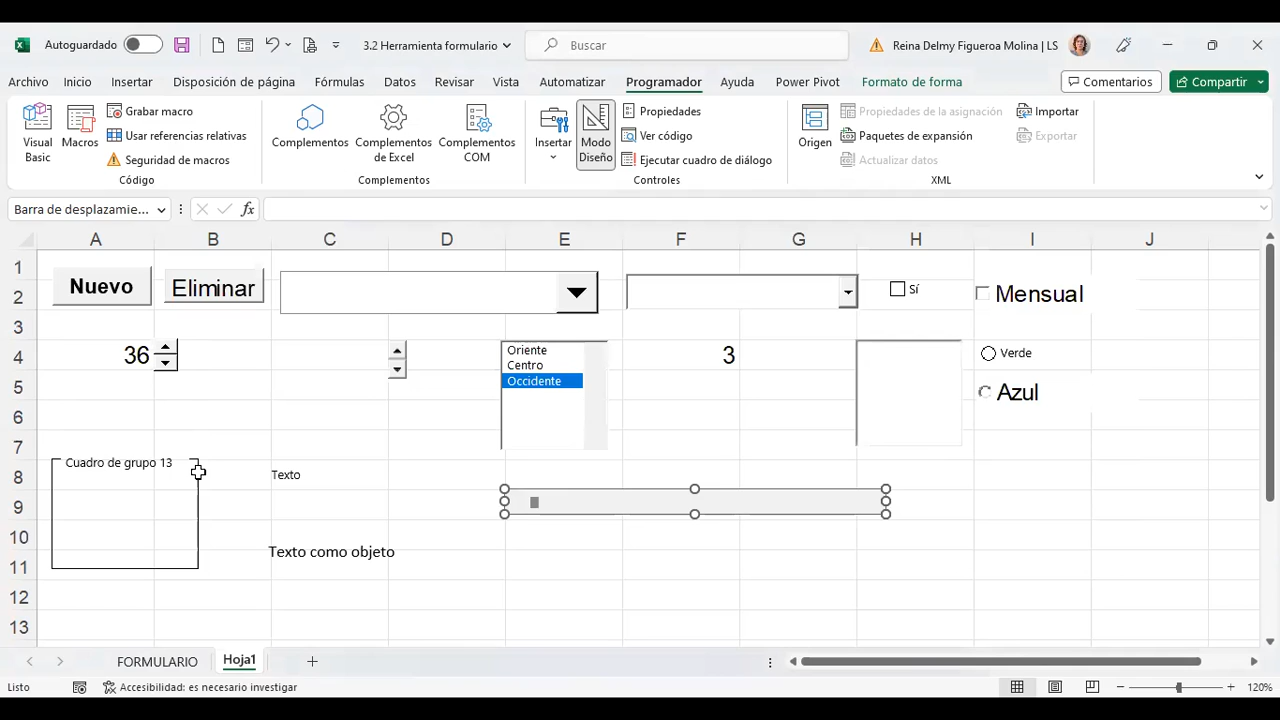 Autoguardado
3.2 Herramienta formulario
Buscar
Reina Delmy Figueroa Molina | LS
Archivo Inicio Insertar Disposición de página Fórmulas Datos Revisar Vista Automatizar Programador Ayuda Power Pivot Formato de forma Comentarios Compartir
Visual Basic
Macros
Grabar macro
Usar referencias relativas
Seguridad de macros
Código
Complementos
Complementos de Excel
Complementos COM
Complementos
Insertar
Modo Diseño
Propiedades
Ver código
Ejecutar cuadro de diálogo
Controles
Origen
Propiedades de la asignación
Paquetes de expansión
Actualizar datos
Importar
Exportar
XML
Barra de desplazamie...
fx
A B C D E F G H I J
1
Nuevo Eliminar Sí Mensual
2
3
4
36
Oriente
Centro
Occidente
3
Verde
5
Azul
6
7
Cuadro de grupo 13
8
Texto
9
10
Texto como objeto
11
12
13
FORMULARIO Hoja1
Listo
Accesibilidad: es necesario investigar
120%